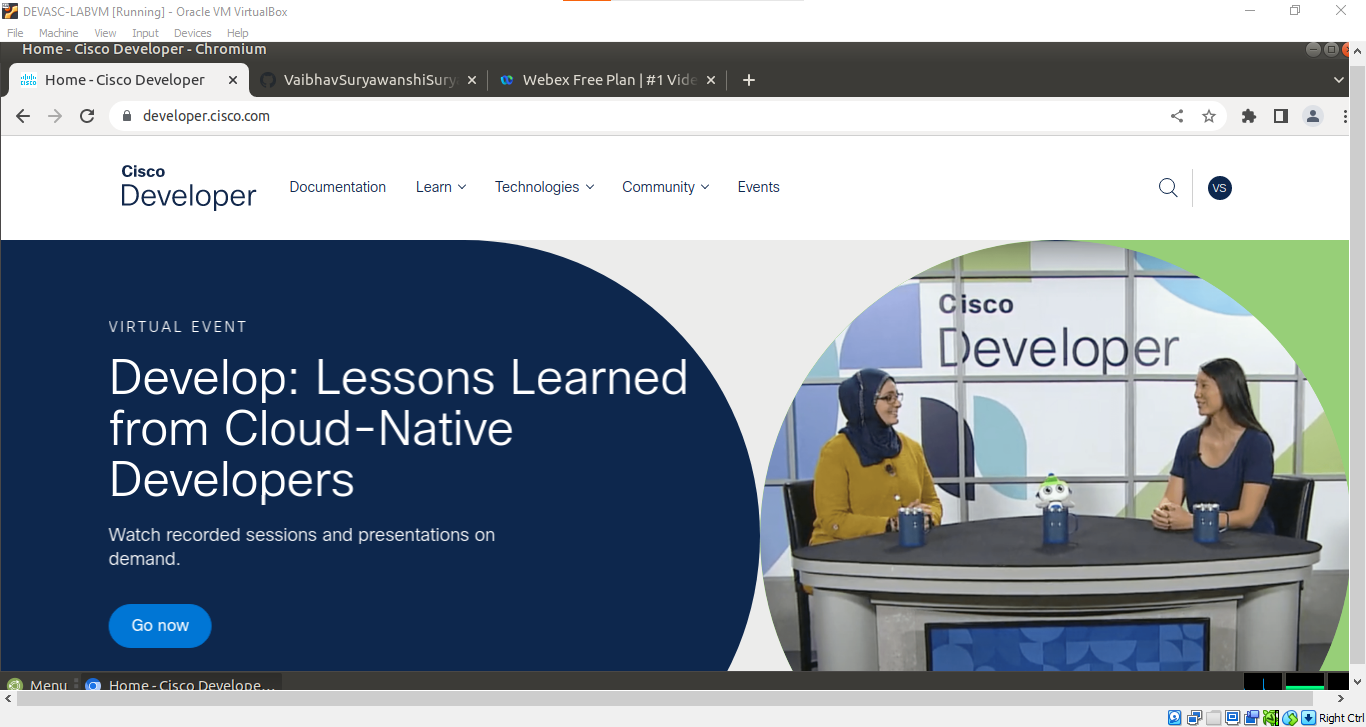 DEVASC-LABVM [Running] - Oracle VM VirtualBox
File Machine View Input Devices Help
Home - Cisco Developer - Chromium
Home - Cisco Developer
VaibhavSuryawanshiSury
Webex Free Plan | #1 Vide
developer.cisco.com
Cisco
Developer
Documentation
Learn
Technologies
Community
Events
VS
VIRTUAL EVENT
Develop: Lessons Learned
from Cloud-Native
Developers
Watch recorded sessions and presentations on
demand.
Go now
Cisco
Developer
Menu
Home - Cisco Develope...
Right Ctrl